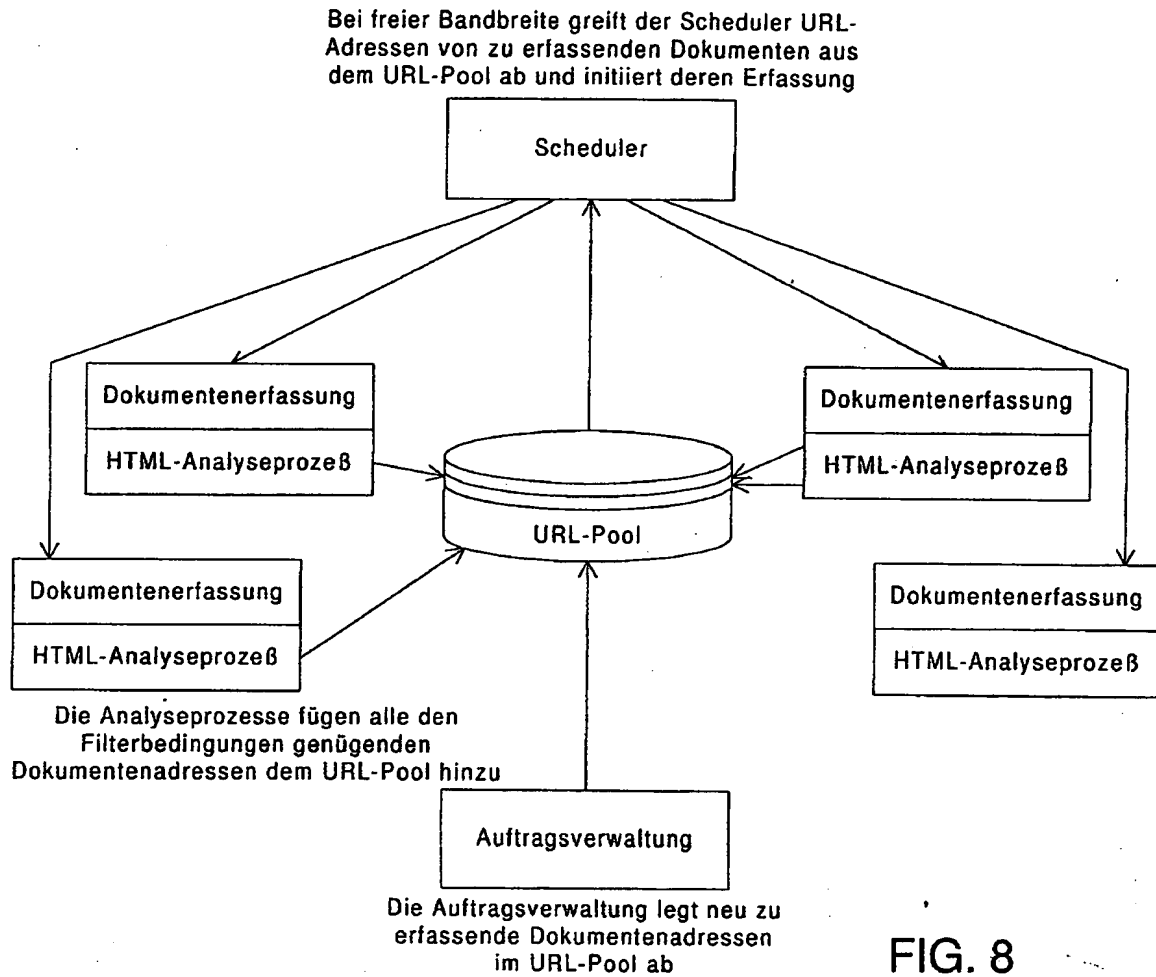 Bei freier Bandbreite greift der Scheduler URL-
Adressen von zu erfassenden Dokumenten aus
dem URL-Pool ab und initiiert deren Erfassung
Scheduler
Dokumentenerfassung
HTML-Analyseprozeß
Dokumentenerfassung
HTML-Analyseprozeß
URL-Pool
Dokumentenerfassung
HTML-Analyseprozeß
Dokumentenerfassung
HTML-Analyseprozeß
Die Analyseprozesse fügen alle den
Filterbedingungen genügenden
Dokumentenadressen dem URL-Pool hinzu
Auftragsverwaltung
Die Auftragsverwaltung legt neu zu
erfassende Dokumentenadressen
im URL-Pool ab
FIG. 8